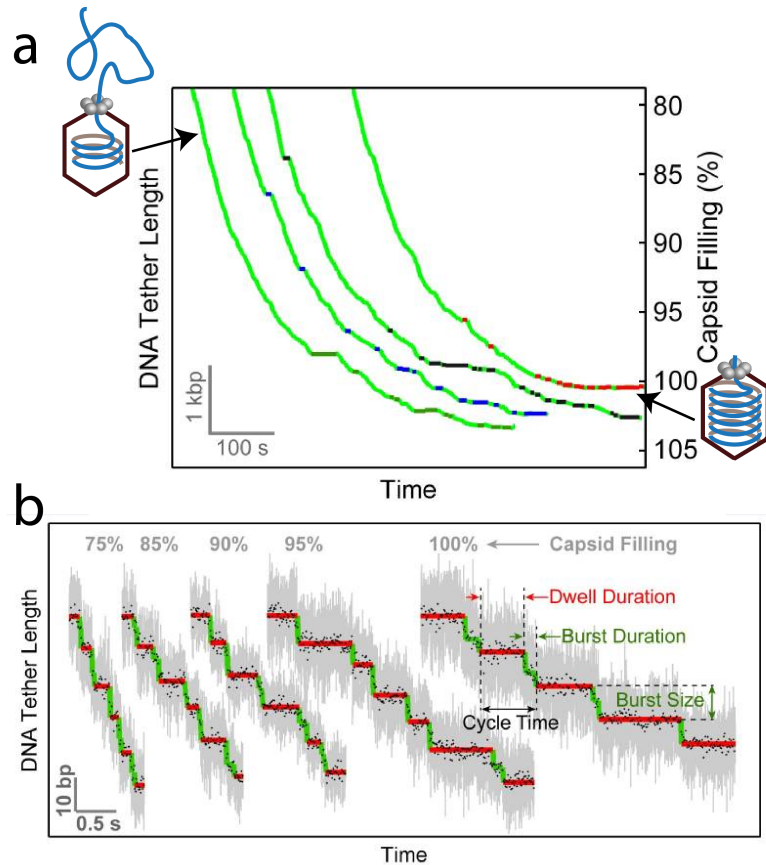 a
DNA Tether Length
1 kbp
100 s
Time
80
85
90
95
100
105
Capsid Filling (%)
b
75% 85% 90% 95% 100% Capsid Filling
Dwell Duration
Burst Duration
Burst Size
Cycle Time
DNA Tether Length
10 bp
0.5 s
Time